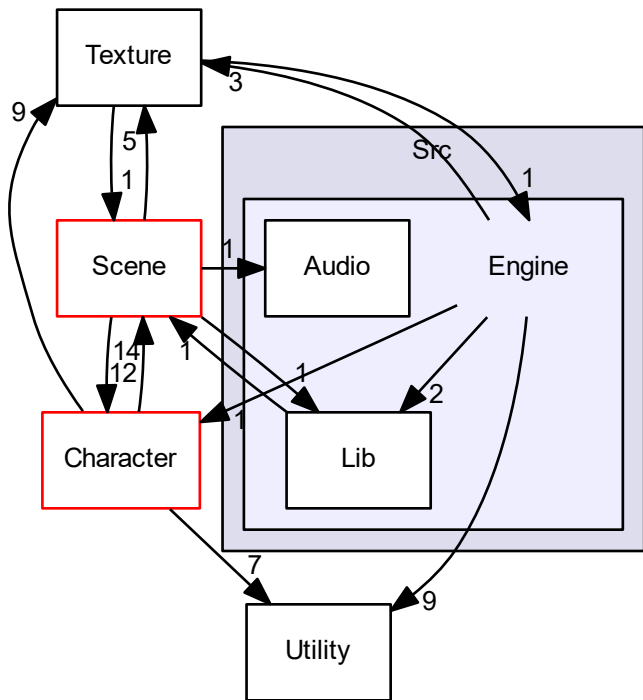 Texture
3
9
5
Src
1
1
Scene
1
Audio
Engine
14
12
1
1
2
1
Character
Lib
7
9
Utility